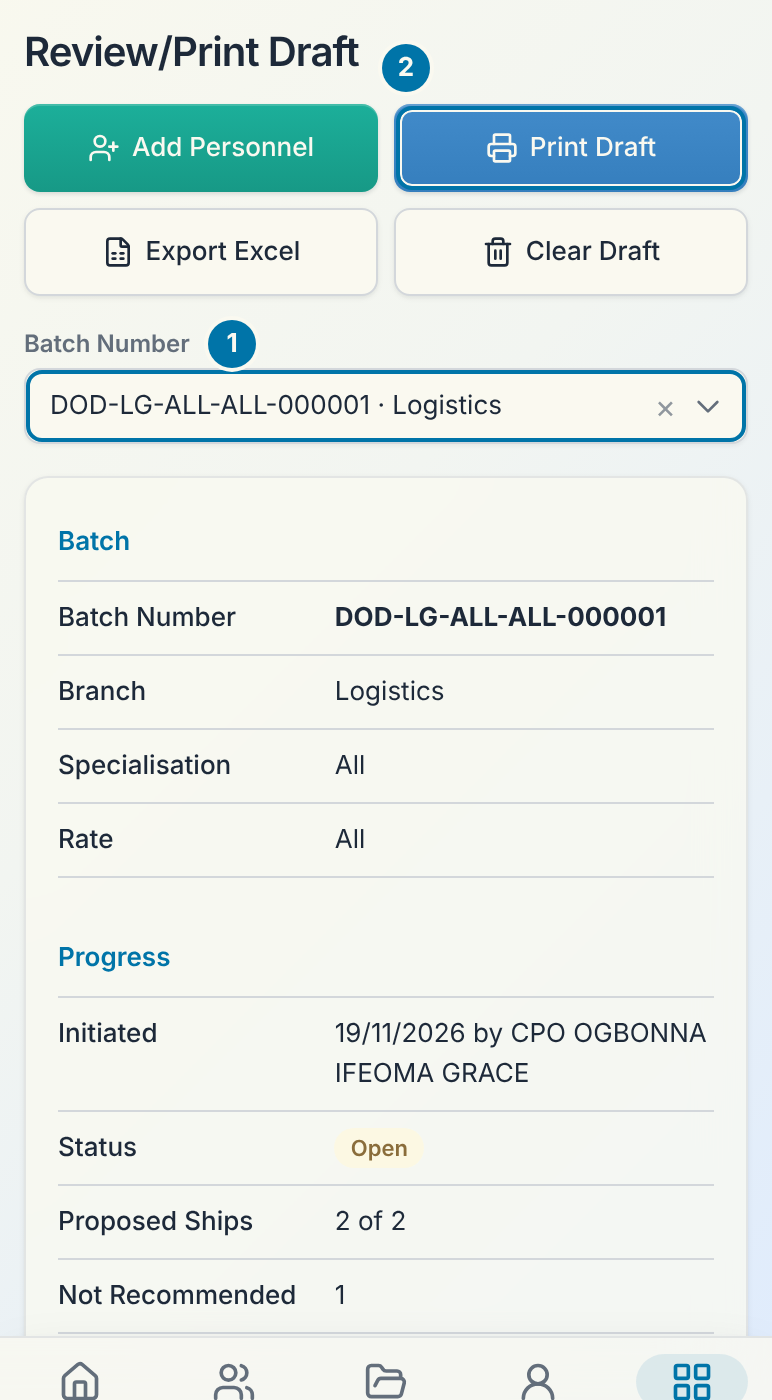 Review/Print Draft
2
Add Personnel
Print Draft
Export Excel
Clear Draft
Batch Number
1
DOD-LG-ALL-ALL-000001 · Logistics
Batch
Batch Number DOD-LG-ALL-ALL-000001
Branch Logistics
Specialisation All
Rate All
Progress
Initiated 19/11/2026 by CPO OGBONNA
IFEOMA GRACE
Status Open
Proposed Ships 2 of 2
Not Recommended 1